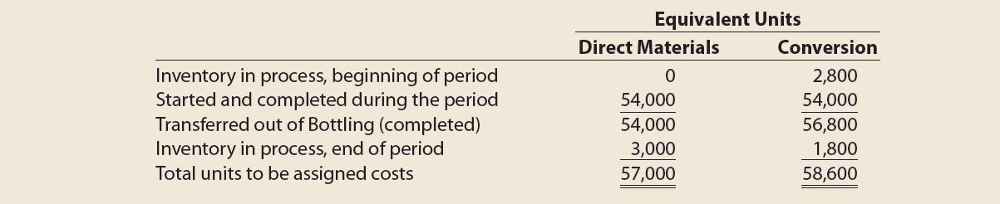 Equivalent Units
Direct Materials Conversion
Inventory in process, beginning of period 0 2,800
Started and completed during the period 54,000 54,000
Transferred out of Bottling (completed) 54,000 56,800
Inventory in process, end of period 3,000 1,800
Total units to be assigned costs 57,000 58,600